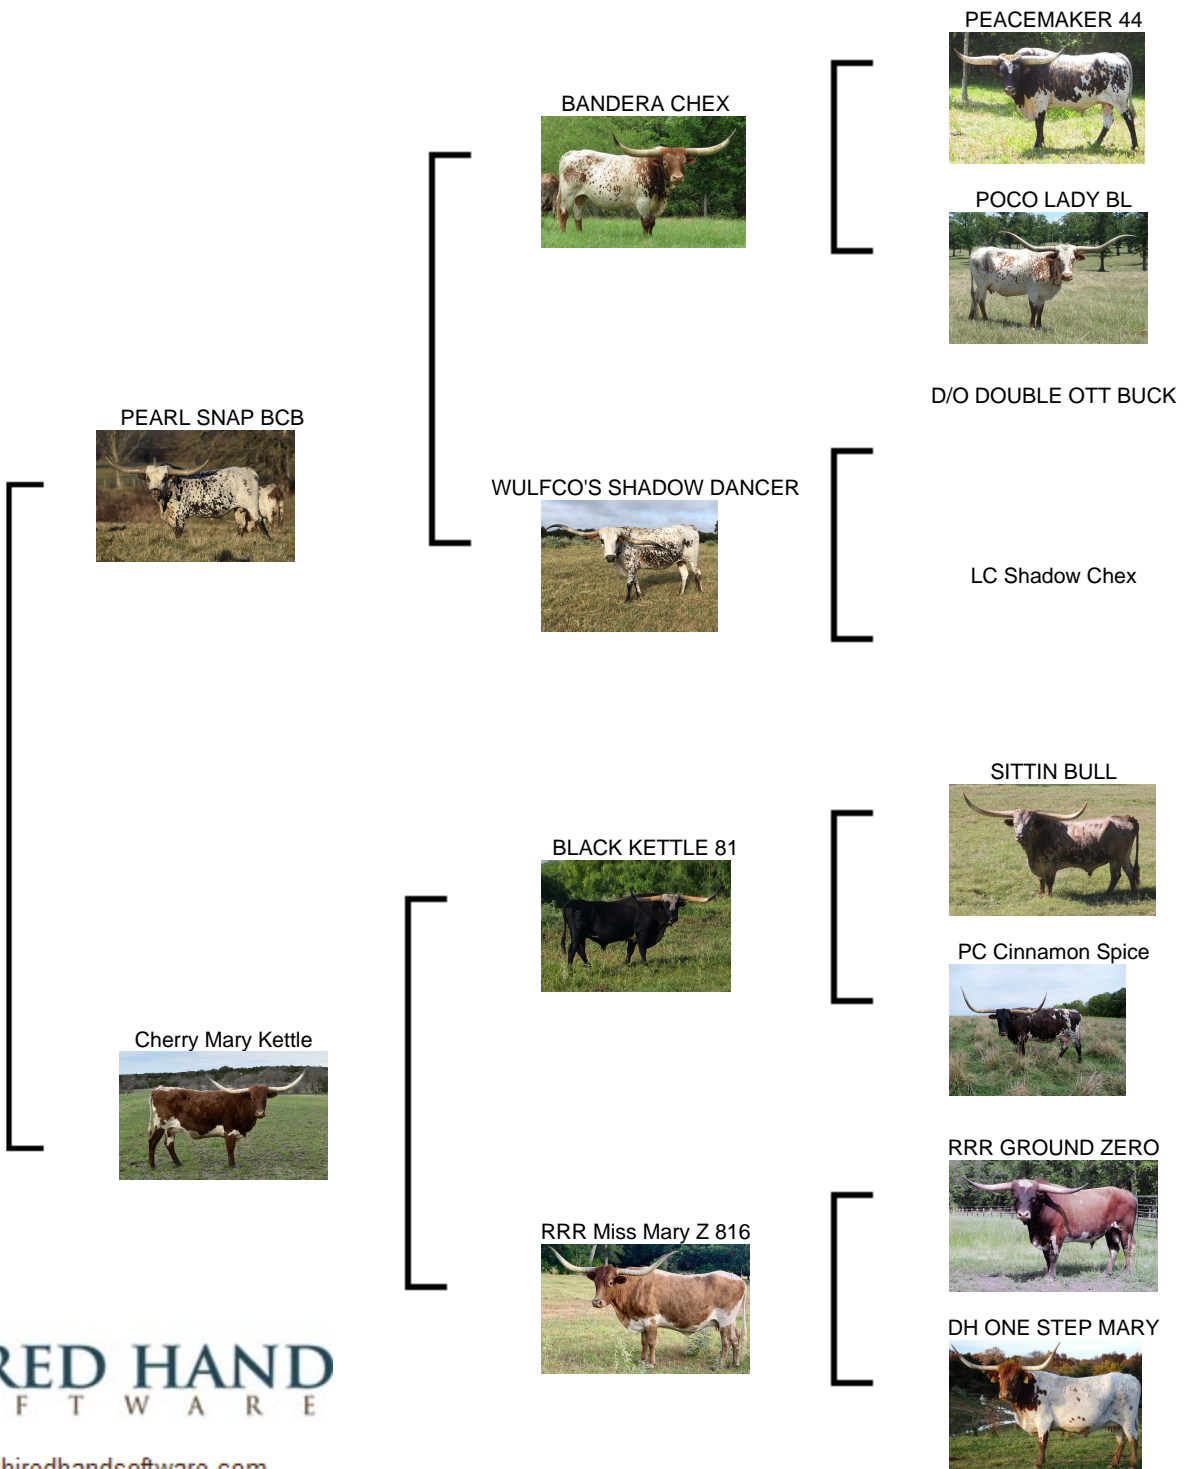 PEACEMAKER 44
BANDERA CHEX
POCO LADY BL
D/O DOUBLE OTT BUCK
PEARL SNAP BCB
WULFCO'S SHADOW DANCER
LC Shadow Chex
SITTIN BULL
BLACK KETTLE 81
PC Cinnamon Spice
Cherry Mary Kettle
RRR GROUND ZERO
RRR Miss Mary Z 816
DH ONE STEP MARY
RED HAND
F T W A R E
hiredhandsoftware.com